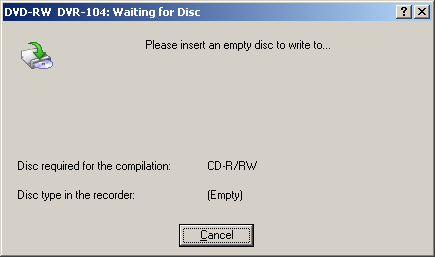 DVD-RW  DVR-104: Waiting for Disc
Please insert an empty disc to write to...
Disc required for the compilation: CD-R/RW
Disc type in the recorder: (Empty)
Cancel